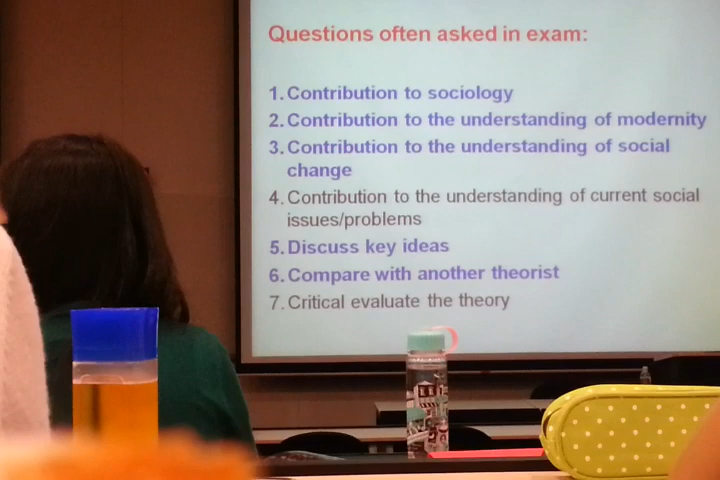 Questions often asked in exam:
1. Contribution to sociology
2. Contribution to the understanding of modernity
3. Contribution to the understanding of social
change
4. Contribution to the understanding of current social
issues/problems
5. Discuss key ideas
6. Compare with another theorist
7. Critical evaluate the theory